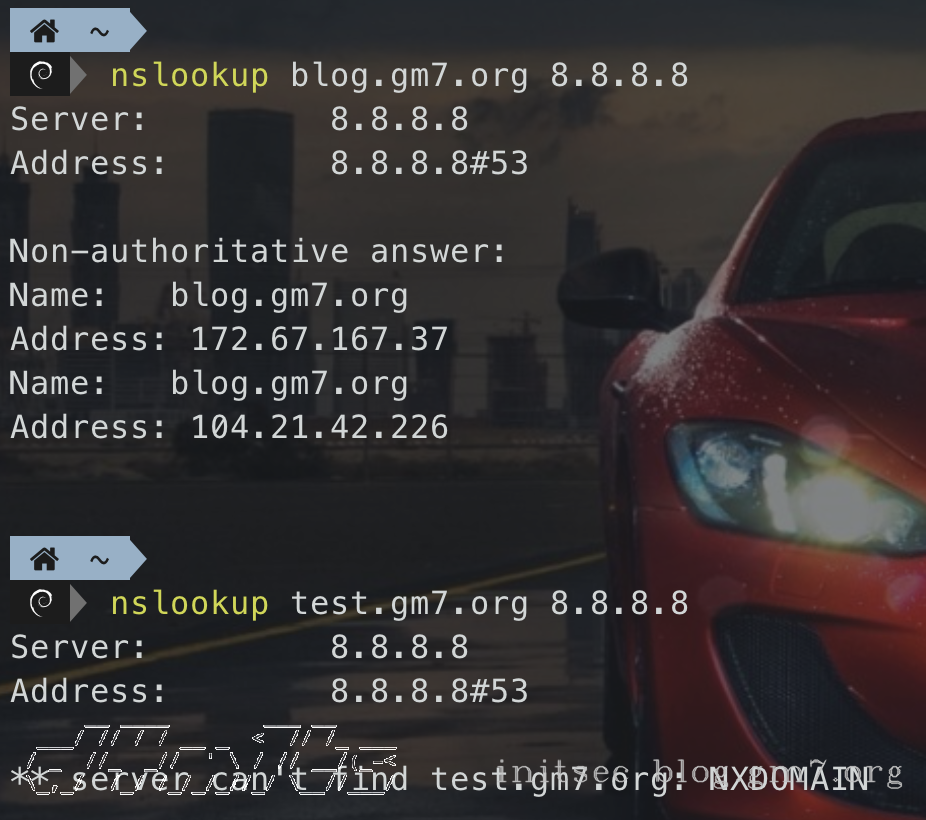 ~
nslookup blog.gm7.org 8.8.8.8
Server: 8.8.8.8
Address: 8.8.8.8#53
Non-authoritative answer:
Name: blog.gm7.org
Address: 172.67.167.37
Name: blog.gm7.org
Address: 104.21.42.226
~
nslookup test.gm7.org 8.8.8.8
Server: 8.8.8.8
Address: 8.8.8.8#53
** server can't find test.gm7.org: NXDOMAIN
initsec blog.gm7.org